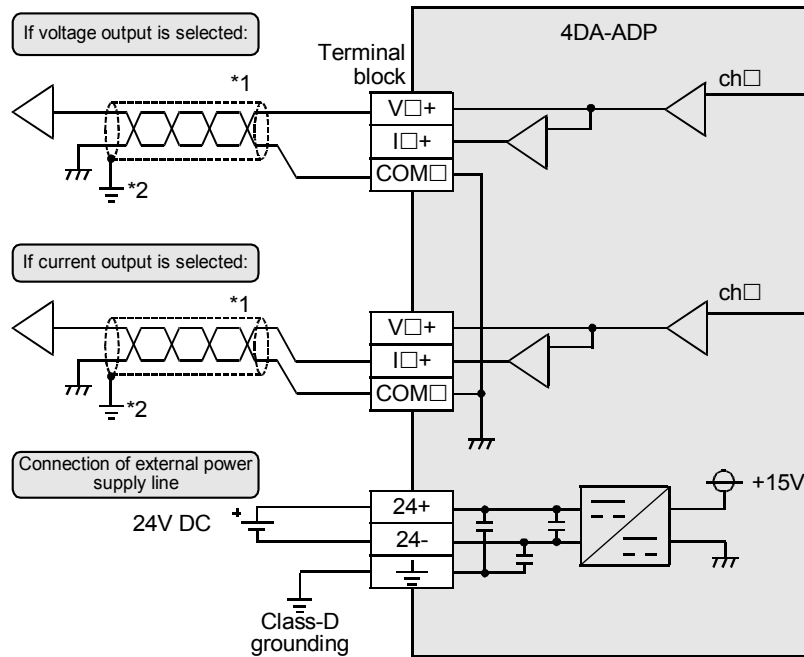 If voltage output is selected:
4DA-ADP
Terminal
block
*1
ch□
V□+
I□+
COM□
*2
If current output is selected:
*1
ch□
V□+
I□+
COM□
*2
Connection of external power
supply line
24V DC
+
24+
24-
+15V
Class-D
grounding